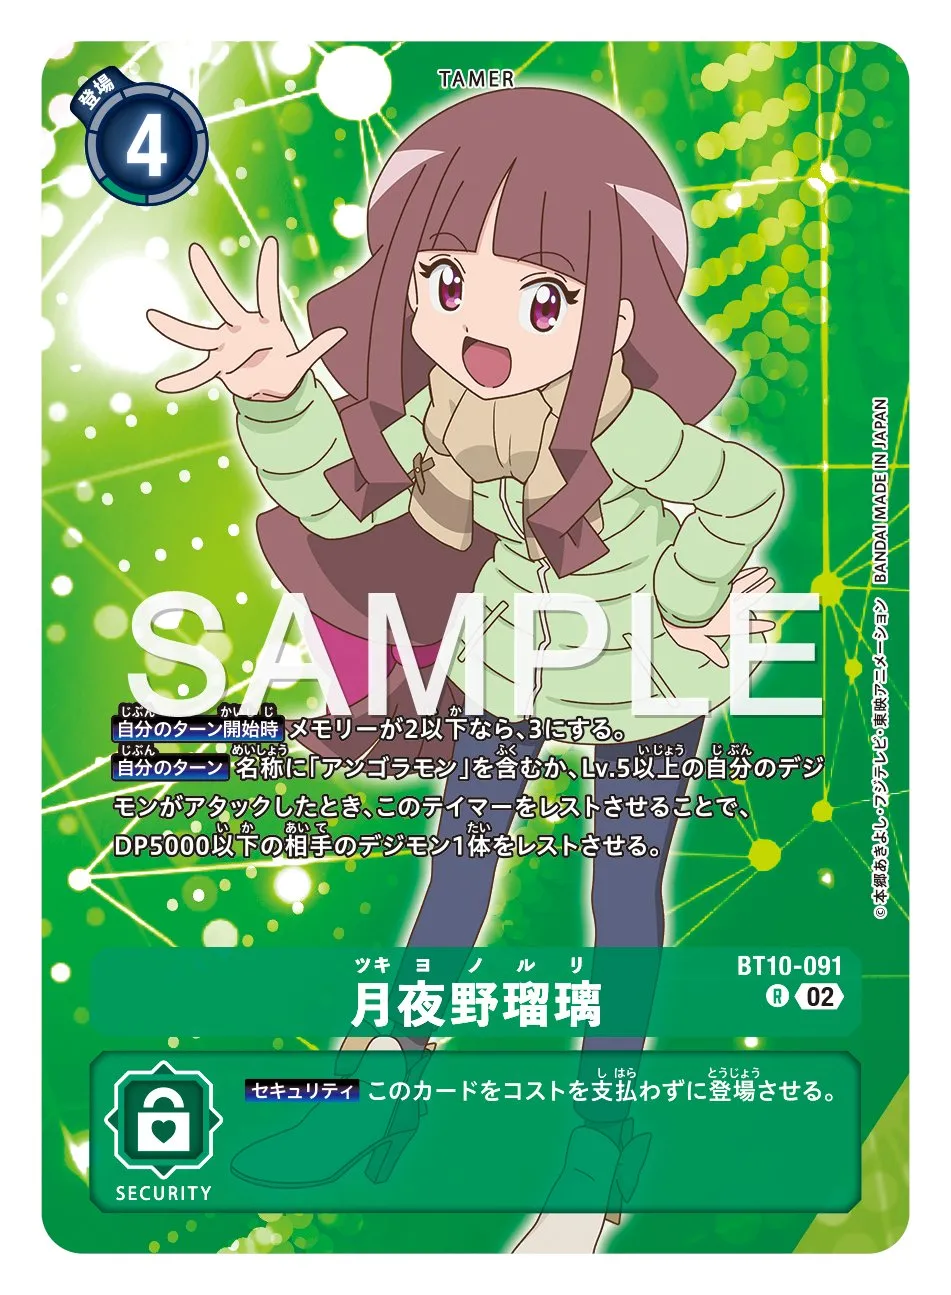 TAMER
登場
4
SAMPLE
自分のターン開始時 メモリーが2以下なら、3にする。
自分のターン 名称に「アンゴラモン」を含むか、Lv.5以上の自分のデジ
モンがアタックしたとき、このテイマーをレストさせることで、
DP5000以下の相手のデジモン1体をレストさせる。
©本郷あきよし・フジテレビ・東映アニメーション BANDAI MADE IN JAPAN
ツキ ヨ ノ ル リ
月夜野瑠璃
BT10-091
R 02
セキュリティ このカードをコストを支払わずに登場させる。
SECURITY